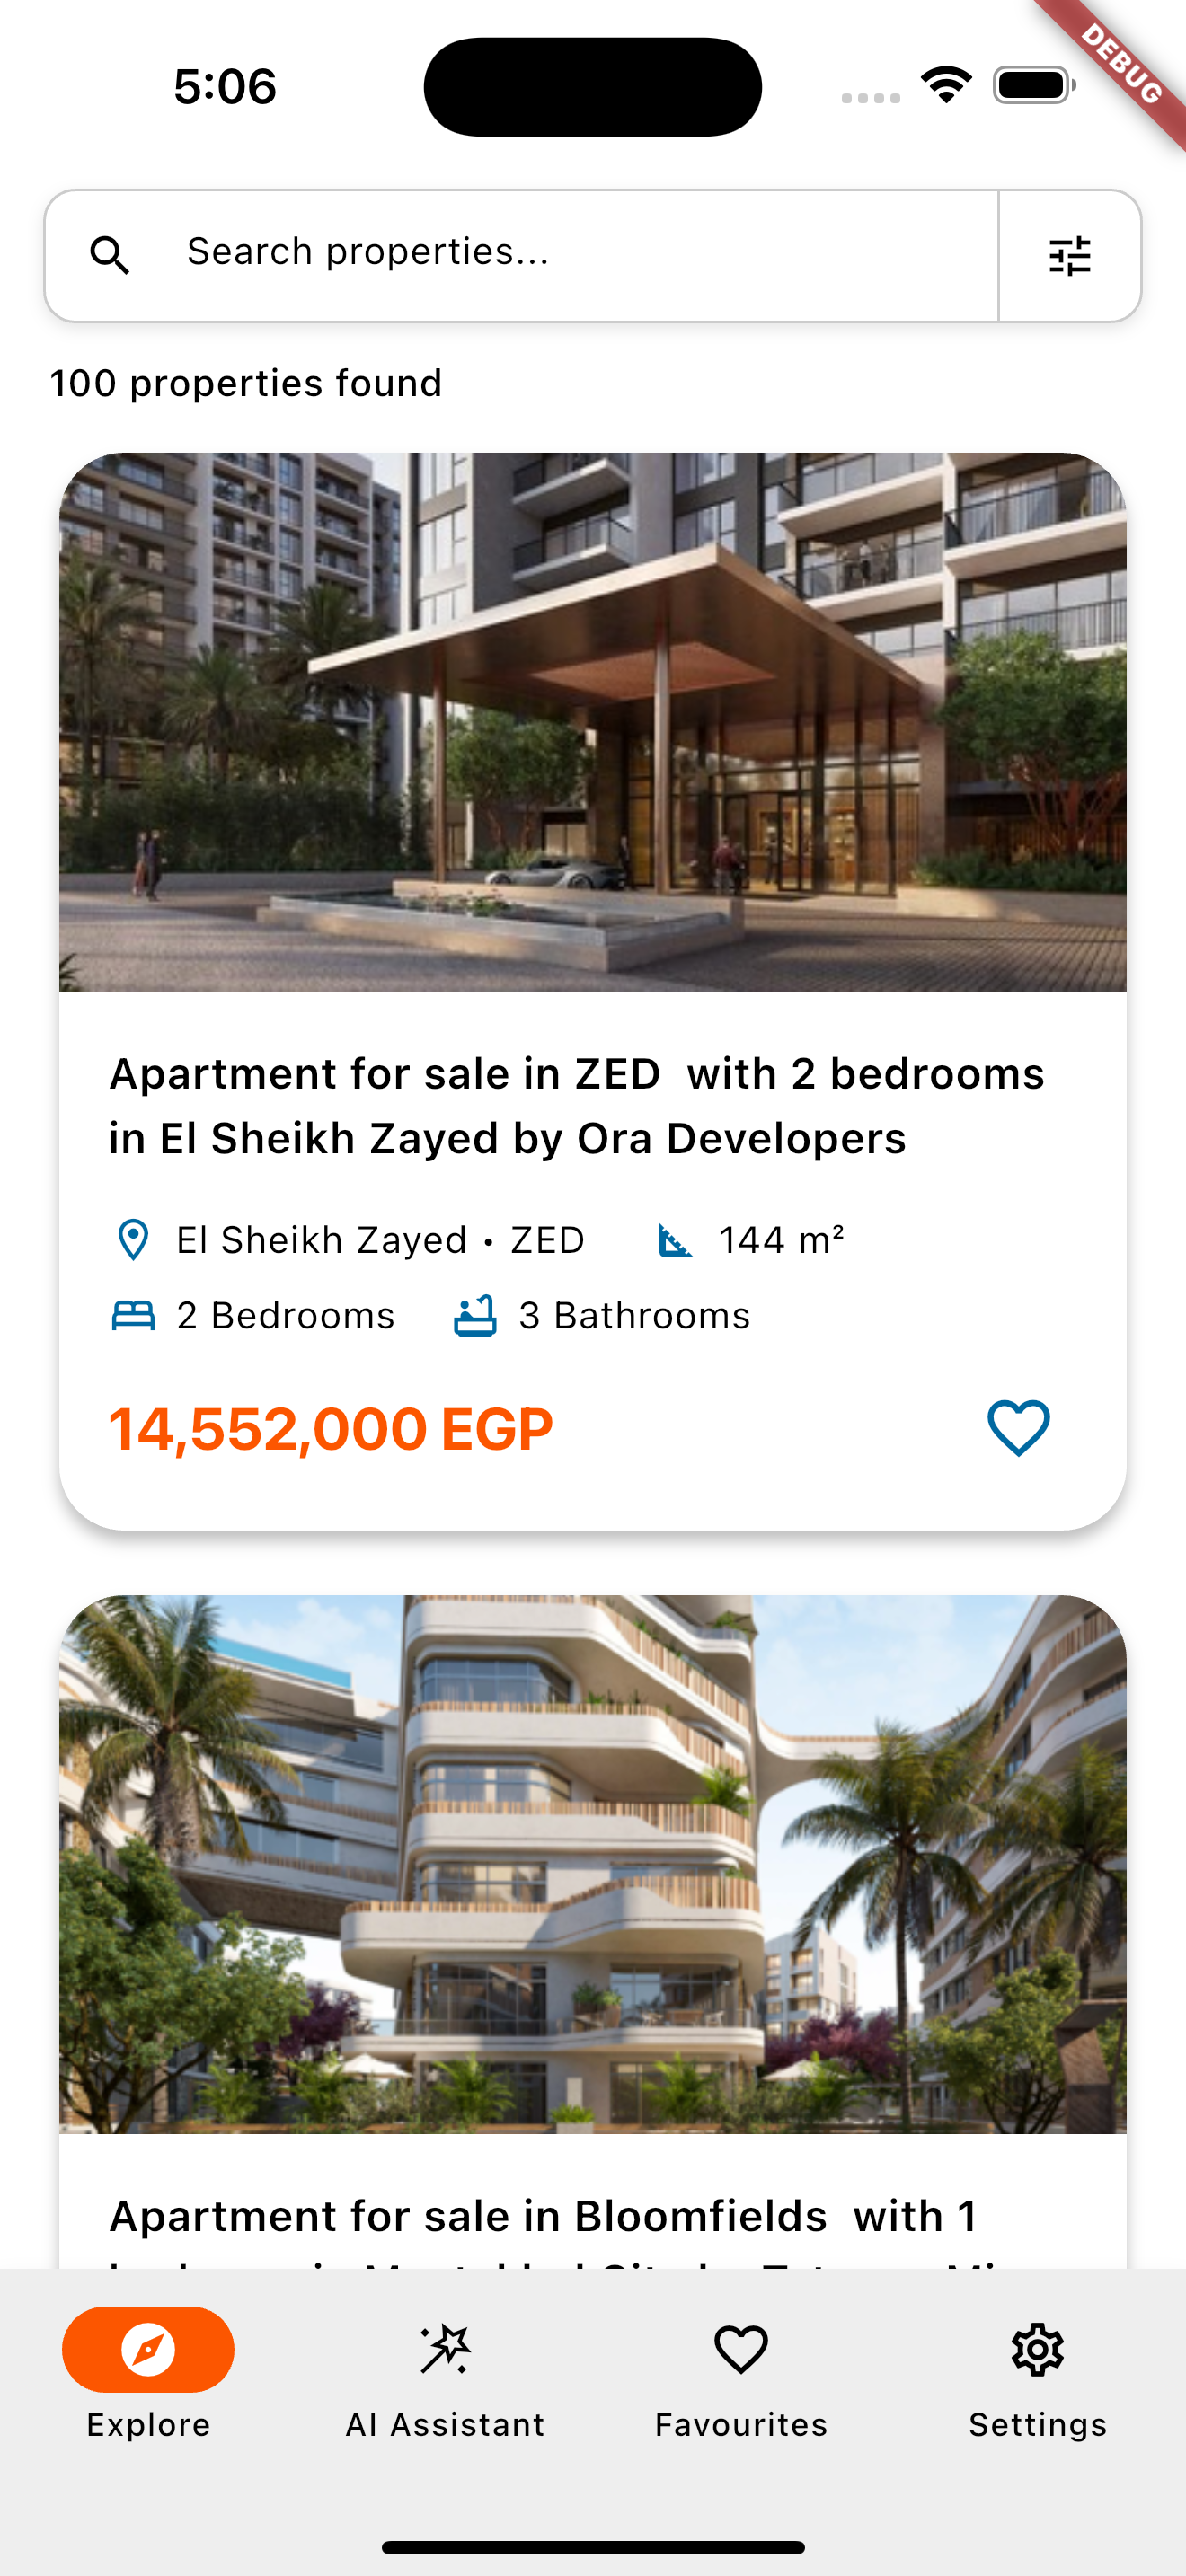 5:06
DEBUG
Search properties...
100 properties found
Apartment for sale in ZED  with 2 bedrooms
in El Sheikh Zayed by Ora Developers
El Sheikh Zayed • ZED
144 m²
2 Bedrooms
3 Bathrooms
14,552,000 EGP
Apartment for sale in Bloomfields  with 1
Explore
AI Assistant
Favourites
Settings